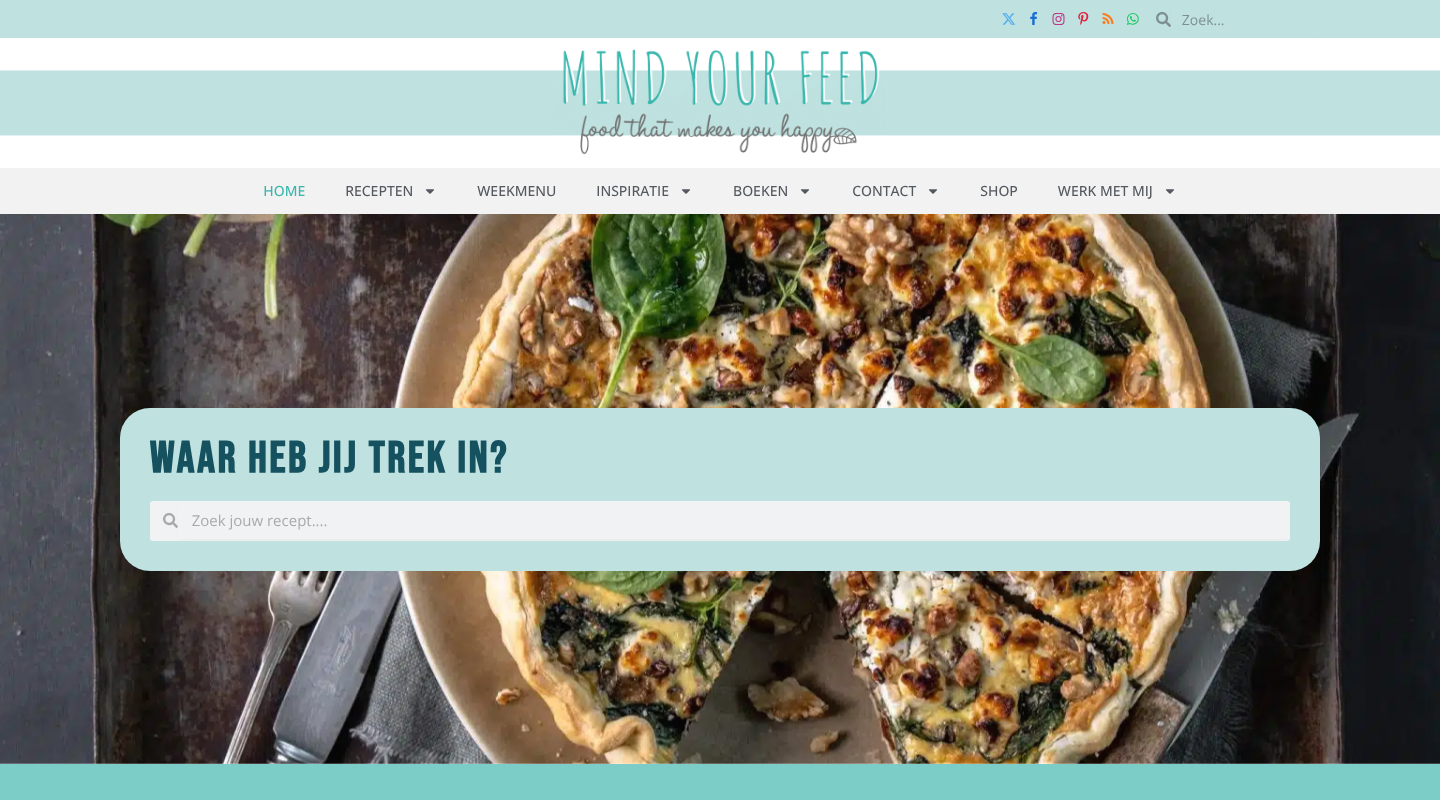 Zoek...
MIND YOUR FEED
food that makes you happy
HOME RECEPTEN WEEKMENU INSPIRATIE BOEKEN CONTACT SHOP WERK MET MIJ
WAAR HEB JIJ TREK IN?
Zoek jouw recept....